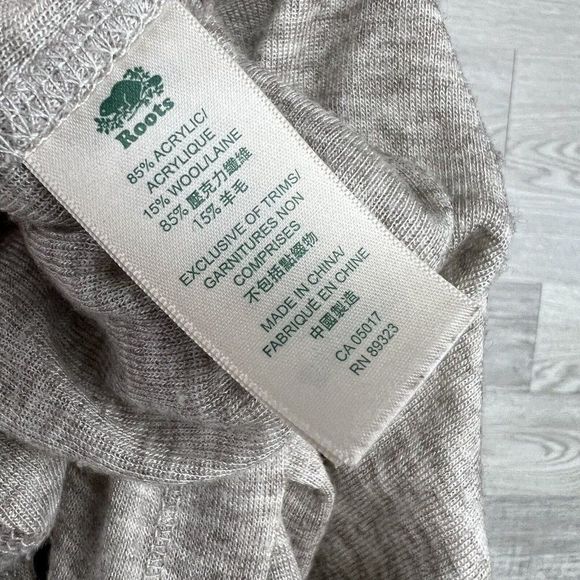 Roots
85% ACRYLIC/
ACRYLIQUE
15% WOOL/LAINE
85% 壓克力纖維
15% 羊毛
EXCLUSIVE OF TRIMS/
GARNITURES NON
COMPRISES
不包括點綴物
MADE IN CHINA/
FABRIQUÉ EN CHINE
中國製造
CA 05017
RN 89323